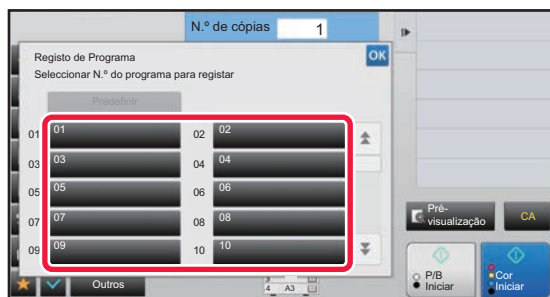 N.º de cópias 1
Registo de Programa
OK
Seleccionar N.º do programa para registar
Predefinir
01 01 02 02
03 03 04 04
05 05 06 06
07 07 08 08
09 09 10 10
Pré-
visualização
CA
P/B
Iniciar
Cor
Iniciar
Outros
4 A3